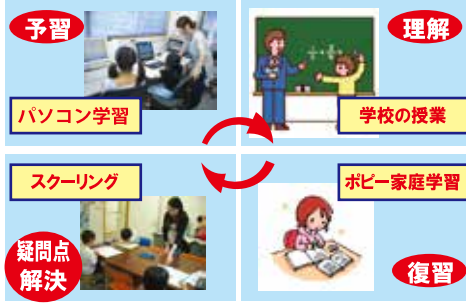 予習
パソコン学習
理解
学校の授業
スクーリング
疑問点
解決
ポピー家庭学習
復習